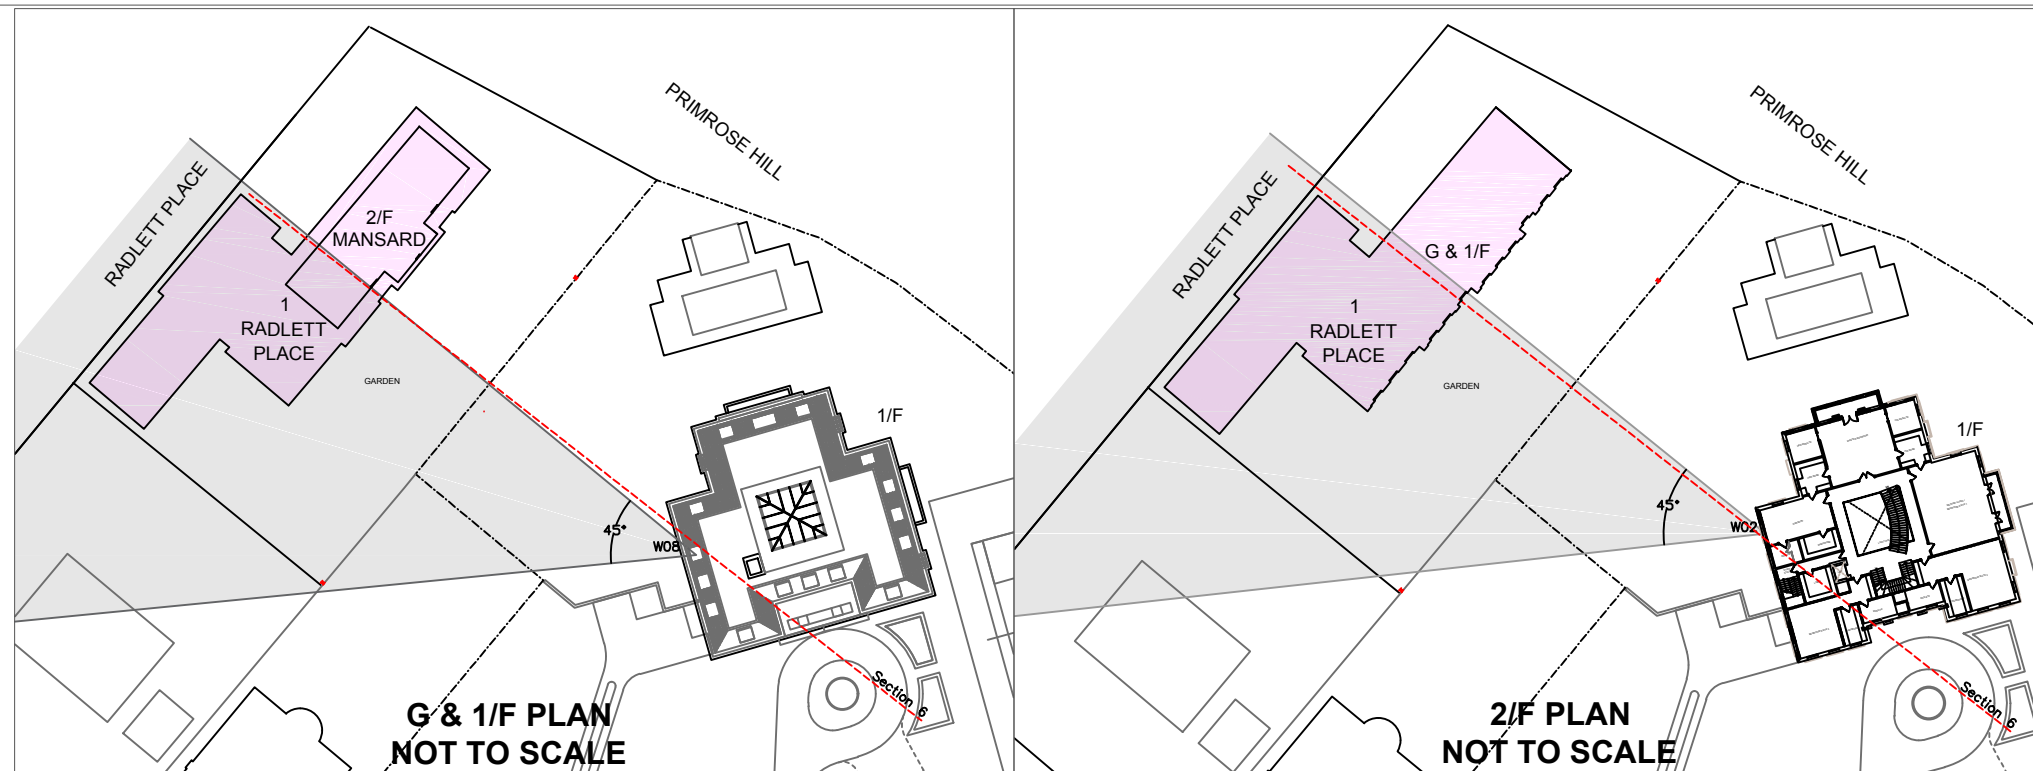 PRIMROSE HILL
RADLETT PLACE
2/F
MANSARD
1
RADLETT
PLACE
GARDEN
1/F
45°
W08
Section 6
G & 1/F PLAN
NOT TO SCALE
PRIMROSE HILL
RADLETT PLACE
G & 1/F
1
RADLETT
PLACE
GARDEN
1/F
45°
W02
Section 6
2/F PLAN
NOT TO SCALE